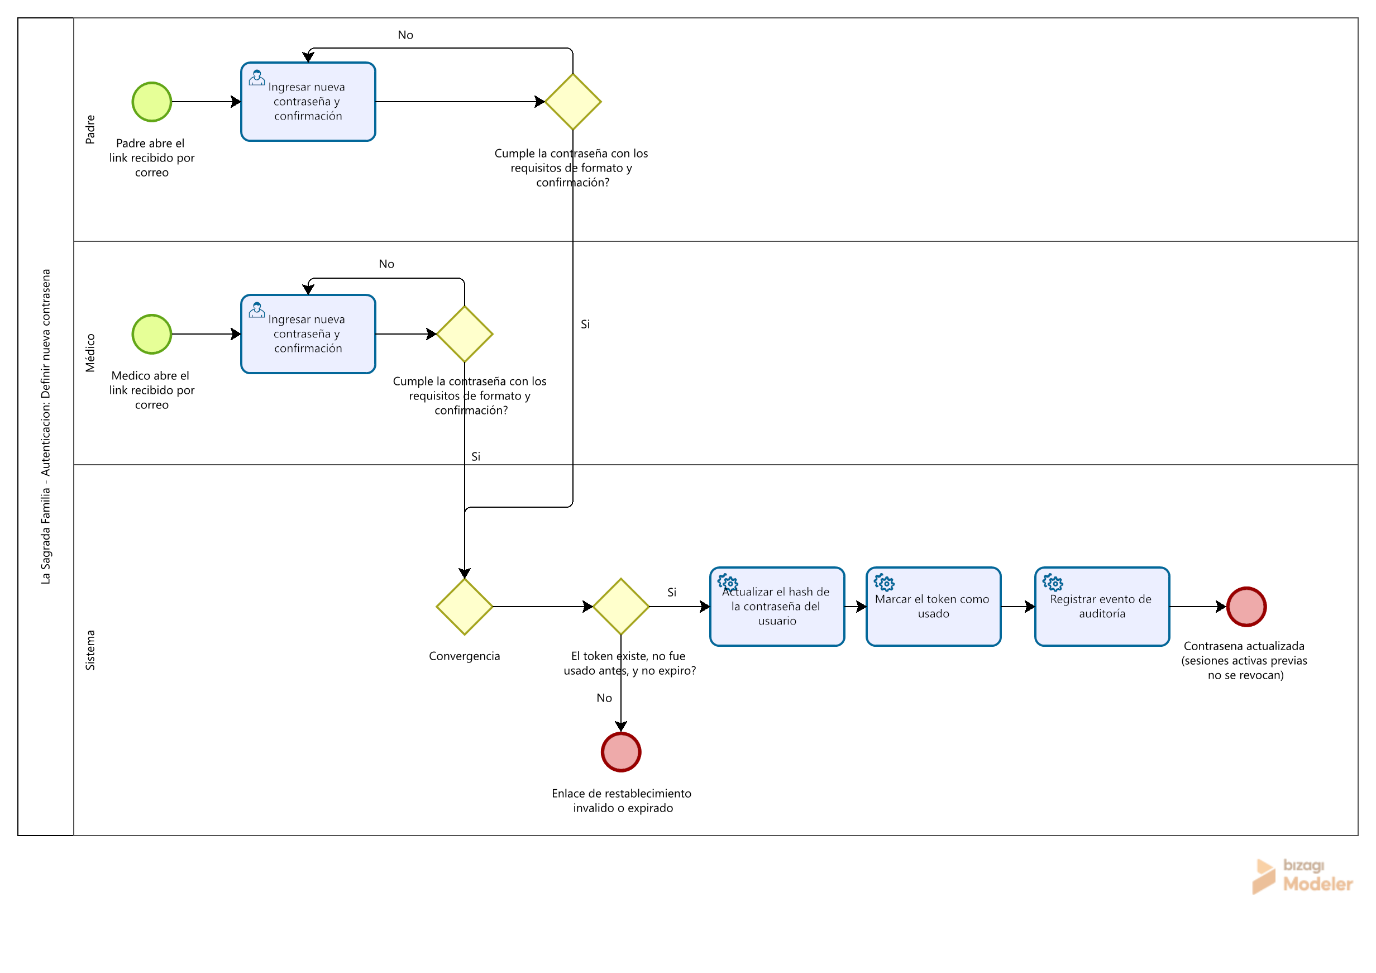 La Sagrada Familia - Autenticacion: Definir nueva contrasena
Padre
No
Padre abre el
link recibido por
correo
Ingresar nueva
contraseña y
confirmación
Cumple la contraseña con los
requisitos de formato y
confirmación?
Si
Médico
No
Medico abre el
link recibido por
correo
Ingresar nueva
contraseña y
confirmación
Cumple la contraseña con los
requisitos de formato y
confirmación?
Si
Sistema
Convergencia
El token existe, no fue
usado antes, y no expiro?
Si
No
Enlace de restablecimiento
invalido o expirado
Actualizar el hash de
la contraseña del
usuario
Marcar el token como
usado
Registrar evento de
auditoría
Contrasena actualizada
(sesiones activas previas
no se revocan)
bizagi
Modeler